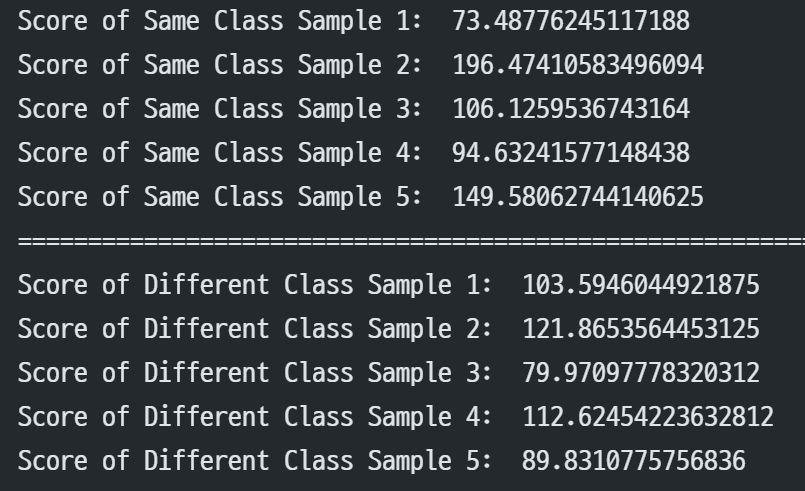 Score of Same Class Sample 1:  73.48776245117188
Score of Same Class Sample 2:  196.47410583496094
Score of Same Class Sample 3:  106.1259536743164
Score of Same Class Sample 4:  94.63241577148438
Score of Same Class Sample 5:  149.58062744140625
========================================================
Score of Different Class Sample 1:  103.5946044921875
Score of Different Class Sample 2:  121.8653564453125
Score of Different Class Sample 3:  79.97097778320312
Score of Different Class Sample 4:  112.62454223632812
Score of Different Class Sample 5:  89.8310775756836